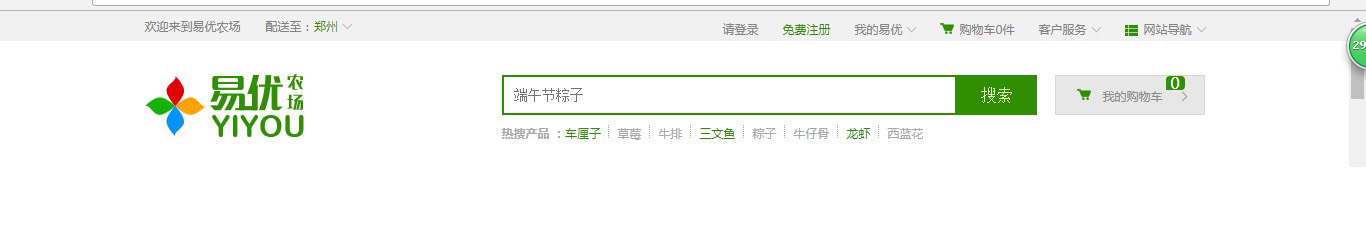 欢迎来到易优农场 配送至：郑州 请登录 免费注册 我的易优 购物车0件 客户服务 网站导航
29
易优农场
YIYOU
端午节粽子 搜索 我的购物车 0
热搜产品 ：车厘子 草莓 牛排 三文鱼 粽子 牛仔骨 龙虾 西蓝花